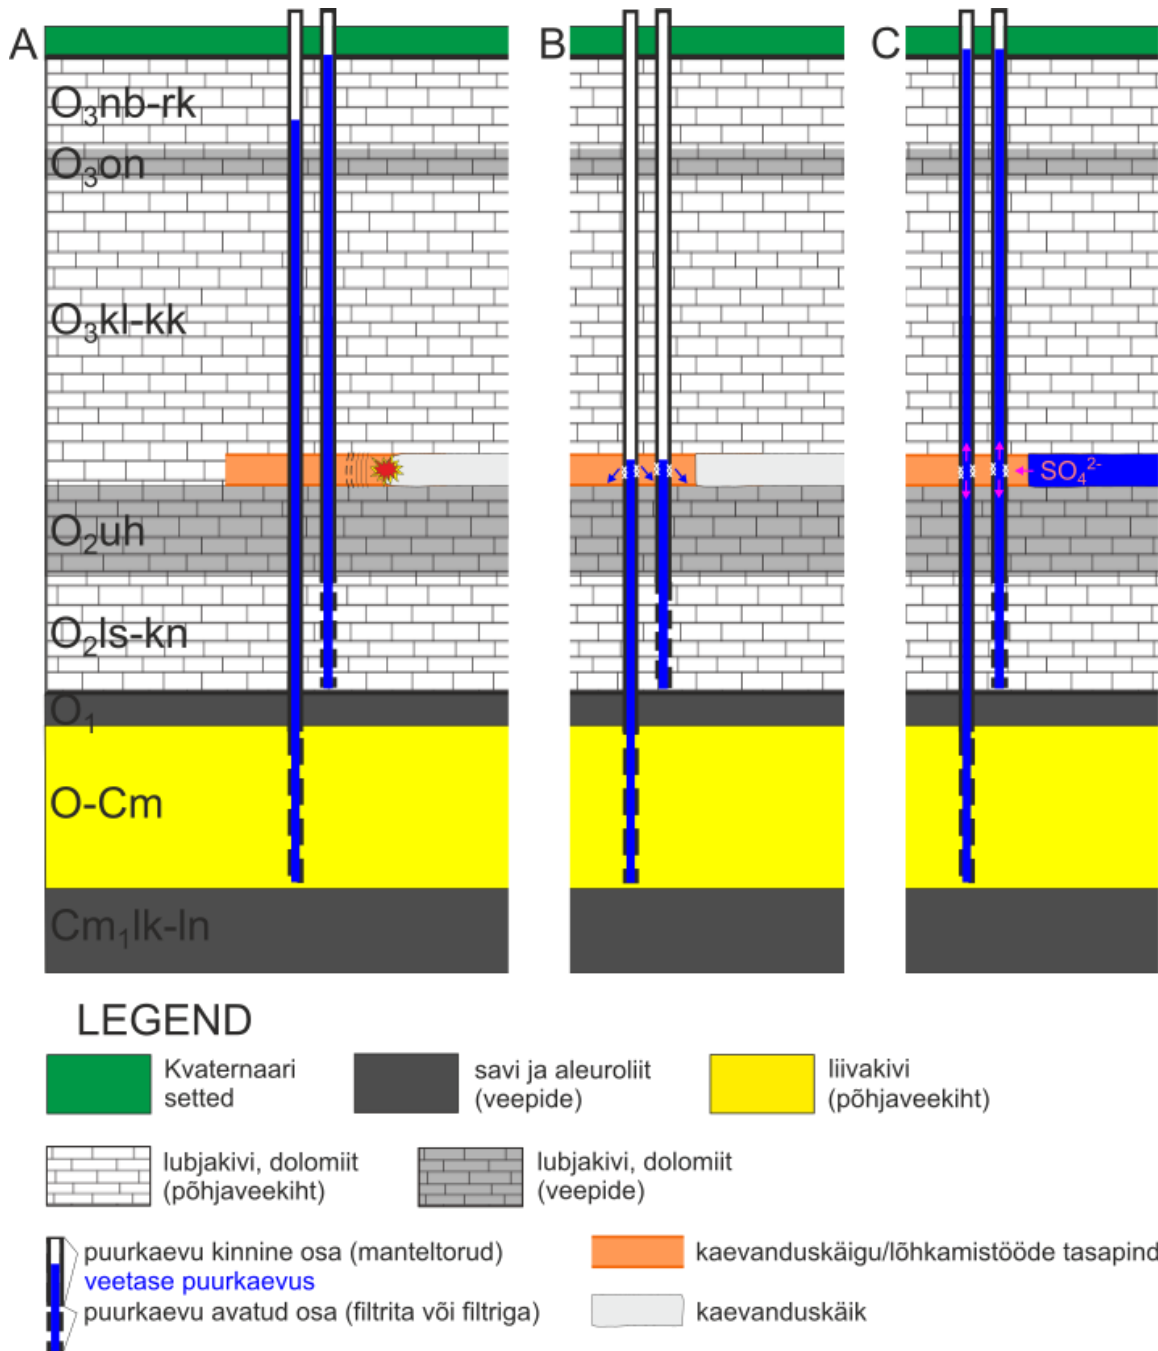 A
B
C
O₃nb-rk
O₃on
O₃kl-kk
SO₄²⁻
O₂uh
O₂ls-kn
O₁
O-Cm
Cm₁lk-ln
LEGEND
Kvaternaari
setted
savi ja aleuroliit
(veepide)
liivakivi
(põhjaveekiht)
lubjakivi, dolomiit
(põhjaveekiht)
lubjakivi, dolomiit
(veepide)
puurkaevu kinnine osa (manteltorud)
veetase puurkaevus
puurkaevu avatud osa (filtrita või filtriga)
kaevanduskäigu/lõhkamistööde tasapind
kaevanduskäik